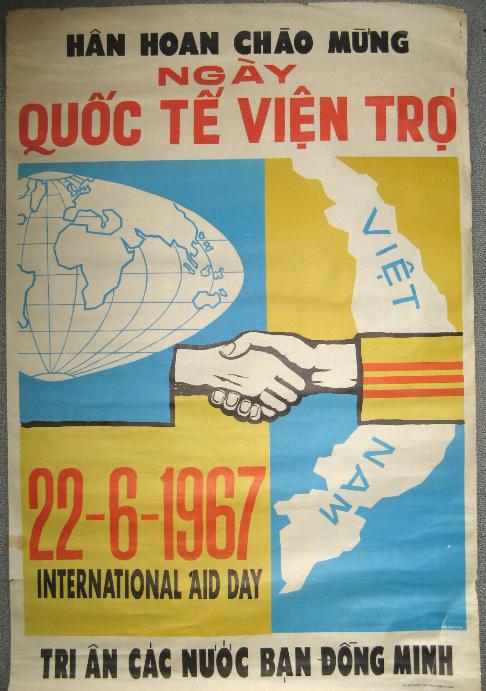 HÂN HOAN CHÀO MỪNG
NGÀY
QUỐC TẾ VIỆN TRỢ
VIỆT
NAM
22-6-1967
INTERNATIONAL AID DAY
TRI ÂN CÁC NƯỚC BẠN ĐỒNG MINH